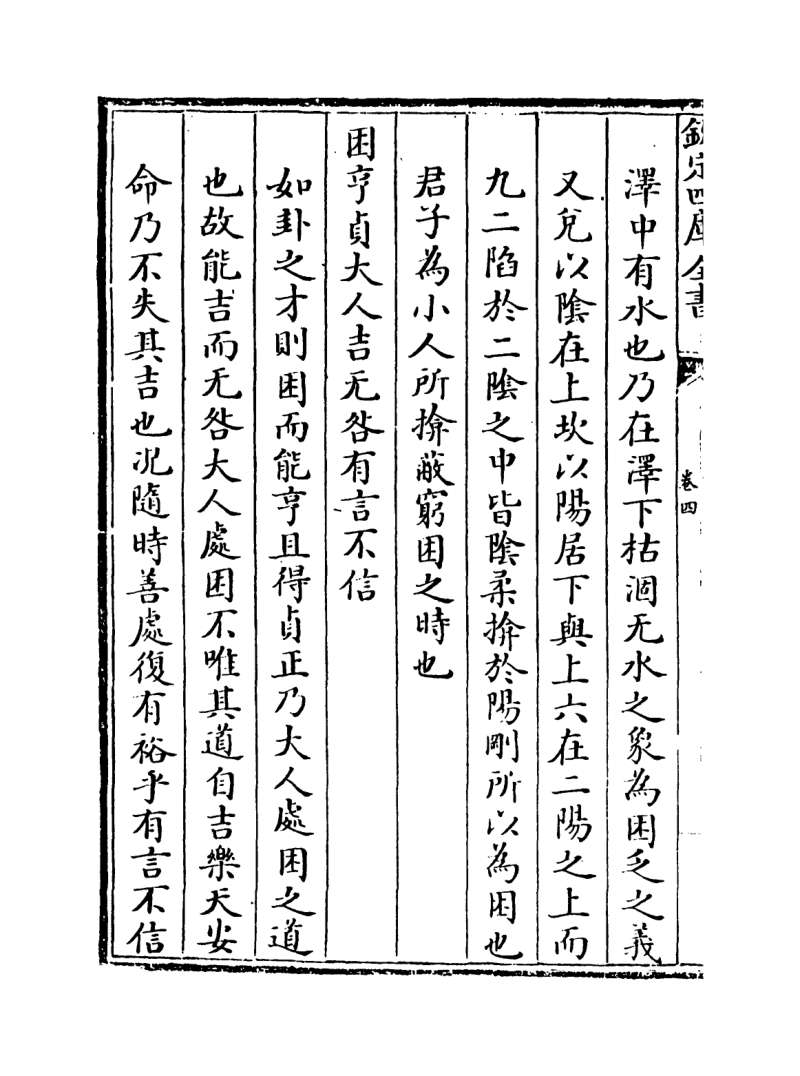 欽定四庫全書
卷四
澤中有水也乃在澤下枯涸无水之象為困乏之義
又兌以陰在上坎以陽居下與上六在二陽之上而
九二陷於二陰之中皆陰柔揜於陽剛所以為困也
君子為小人所揜蔽窮困之時也
困亨貞大人吉无咎有言不信
如卦之才則困而能亨且得貞正乃大人處困之道
也故能吉而无咎大人處困不唯其道自吉樂天安
命乃不失其吉也况隨時善處復有裕乎有言不信